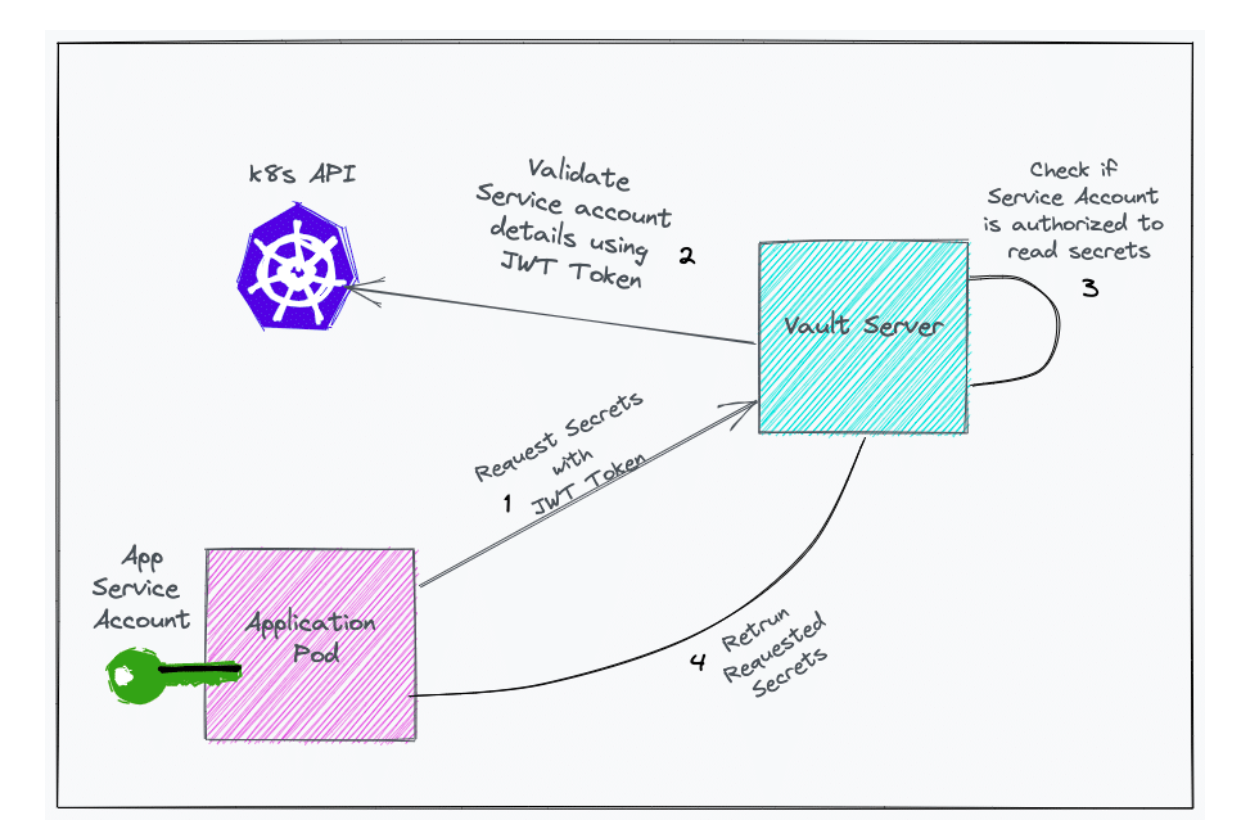 k8s API
Validate
Service account
details using
JWT Token
2
Check if
Service Account
is authorized to
read secrets
3
Vault Server
Request Secrets
with
JWT Token
1
App
Service
Account
Application
Pod
4
Retrun
Requested
Secrets